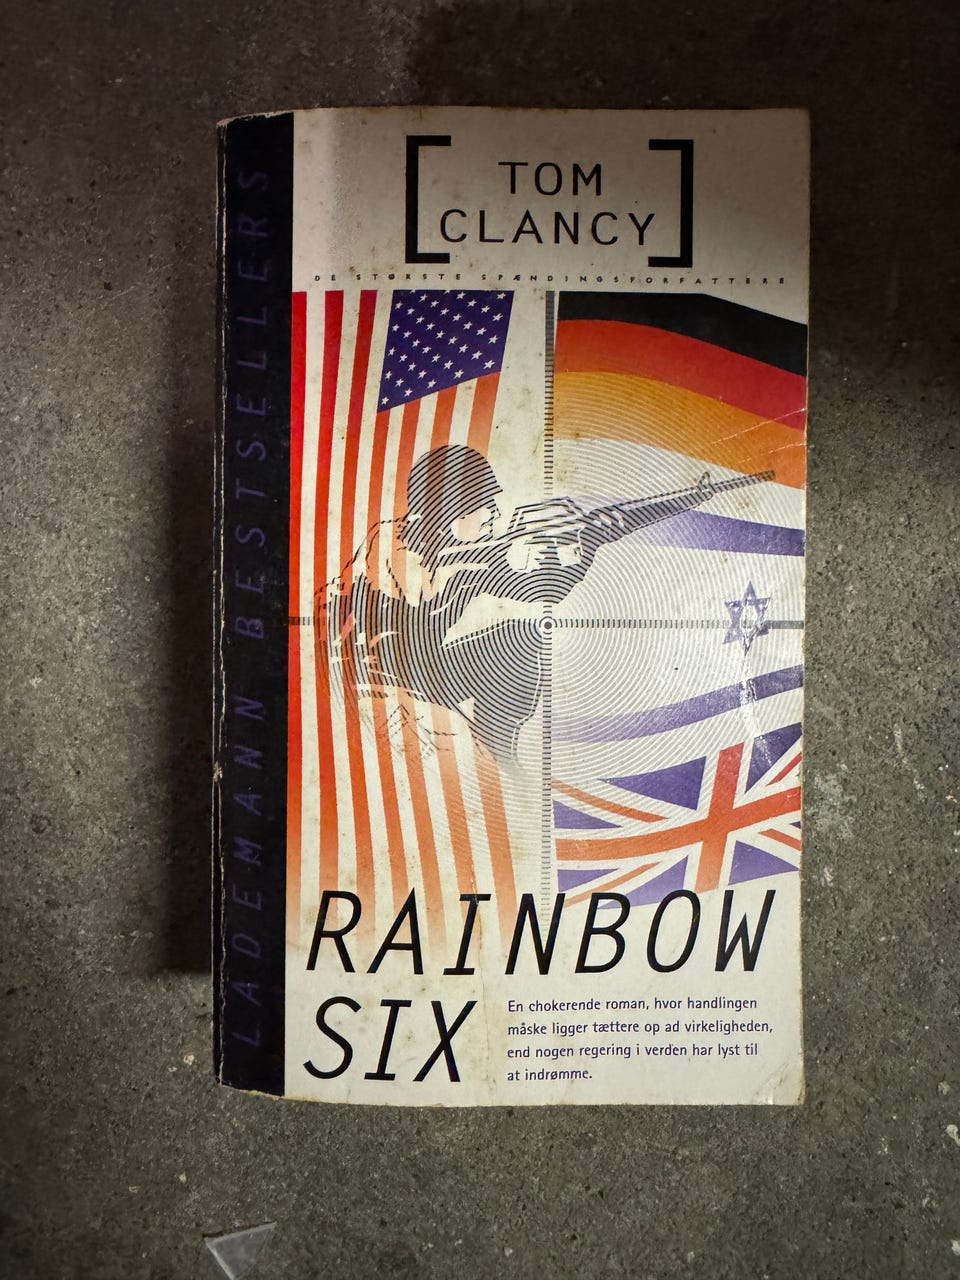 TOM
CLANCY
DE STØRSTE SPÆNDINGSFORFATTERE
LADEMANN BESTSELLERS
RAINBOW
SIX
En chokerende roman, hvor handlingen
måske ligger tættere op ad virkeligheden,
end nogen regering i verden har lyst til
at indrømme.